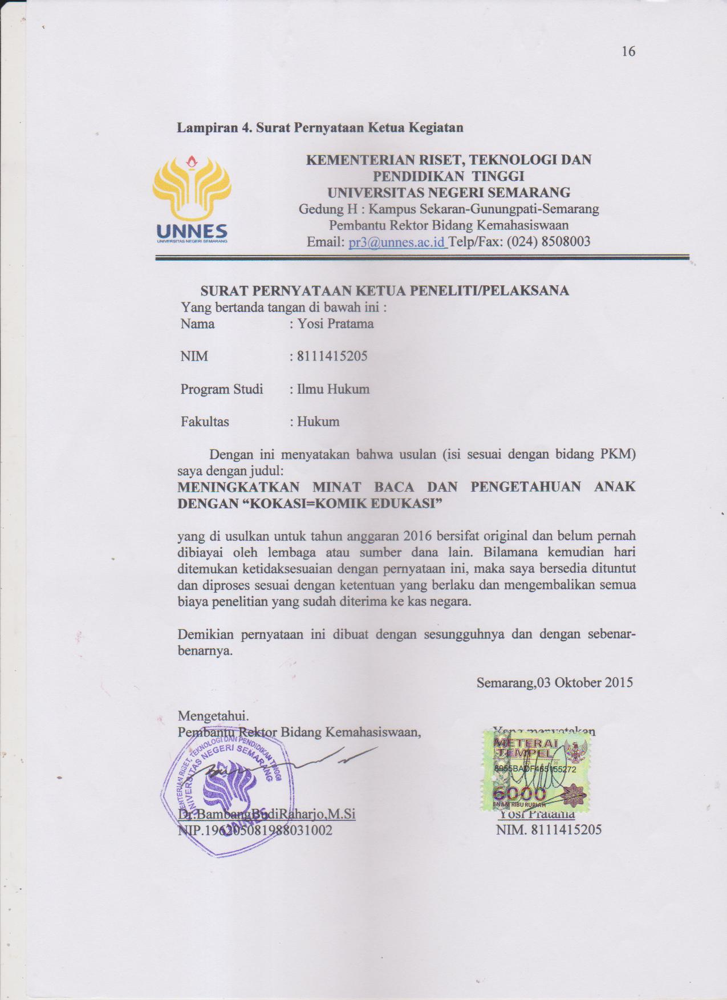 16
Lampiran 4. Surat Pernyataan Ketua Kegiatan
KEMENTERIAN RISET, TEKNOLOGI DAN
PENDIDIKAN TINGGI
UNIVERSITAS NEGERI SEMARANG
Gedung H : Kampus Sekaran-Gunungpati-Semarang
Pembantu Rektor Bidang Kemahasiswaan
Email: pr3@unnes.ac.id Telp/Fax: (024) 8508003
UNNES
UNIVERSITAS NEGERI SEMARANG
SURAT PERNYATAAN KETUA PENELITI/PELAKSANA
Yang bertanda tangan di bawah ini :
Nama : Yosi Pratama
NIM : 8111415205
Program Studi : Ilmu Hukum
Fakultas : Hukum
Dengan ini menyatakan bahwa usulan (isi sesuai dengan bidang PKM)
saya dengan judul:
MENINGKATKAN MINAT BACA DAN PENGETAHUAN ANAK
DENGAN “KOKASI=KOMIK EDUKASI”
yang di usulkan untuk tahun anggaran 2016 bersifat original dan belum pernah
dibiayai oleh lembaga atau sumber dana lain. Bilamana kemudian hari
ditemukan ketidaksesuaian dengan pernyataan ini, maka saya bersedia dituntut
dan diproses sesuai dengan ketentuan yang berlaku dan mengembalikan semua
biaya penelitian yang sudah diterima ke kas negara.
Demikian pernyataan ini dibuat dengan sesungguhnya dan dengan sebenar-
benarnya.
Semarang,03 Oktober 2015
Mengetahui.
Pembantu Rektor Bidang Kemahasiswaan,
Yang menyatakan
RISET, TEKNOLOGI DAN PENDIDIKAN TINGGI
UNIVERSITAS NEGERI SEMARANG
UNNES
METERAI
TEMPEL
20
8955BADF465155272
6000
ENAM RIBU RUPIAH
Dr.BambangBudiRaharjo,M.Si
NIP.196205081988031002
Yosi Pratama
NIM. 8111415205